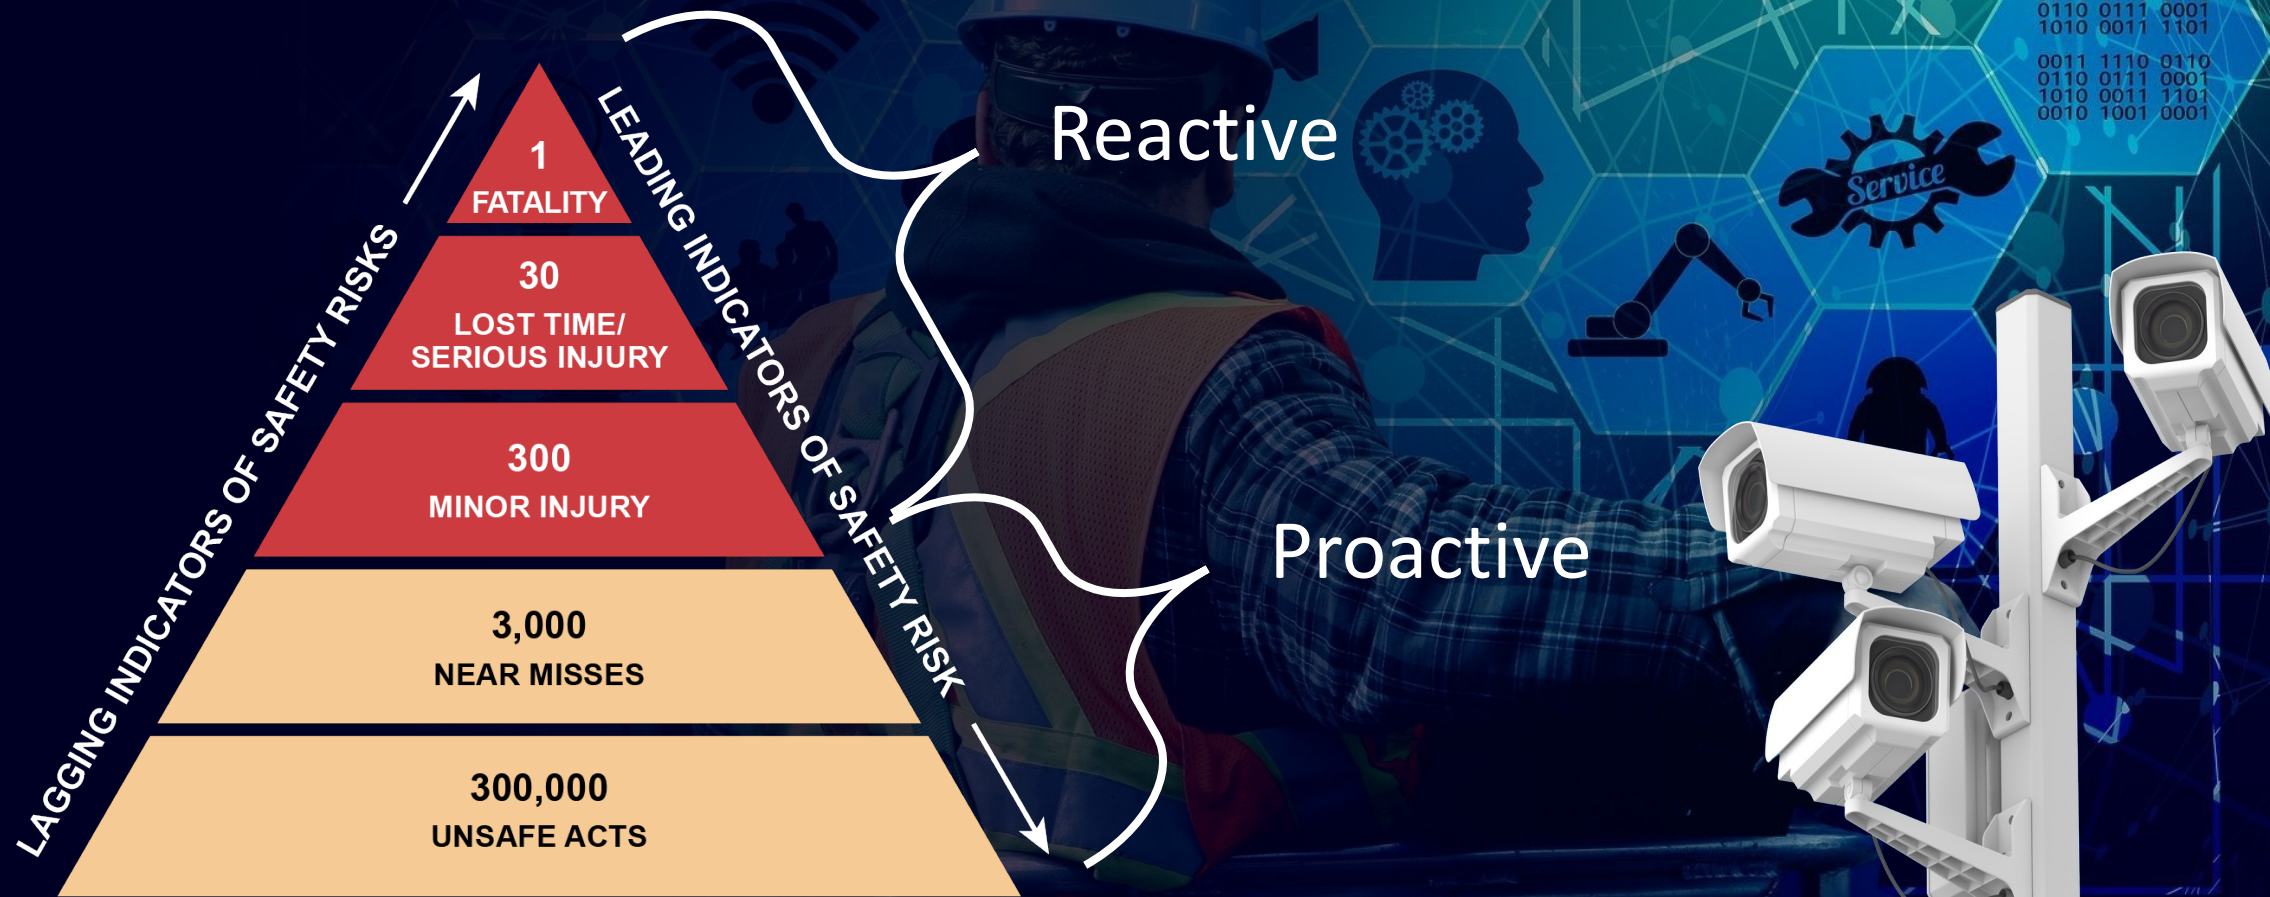 LAGGING INDICATORS OF SAFETY RISKS
1
FATALITY
30
LOST TIME/
SERIOUS INJURY
300
MINOR INJURY
3,000
NEAR MISSES
300,000
UNSAFE ACTS
LEADING INDICATORS OF SAFETY RISK
Reactive
Proactive
Service
0110 0111 0001
1010 0011 1101
0011 1110 0110
0110 0111 0001
1010 0011 1101
0010 1001 0001